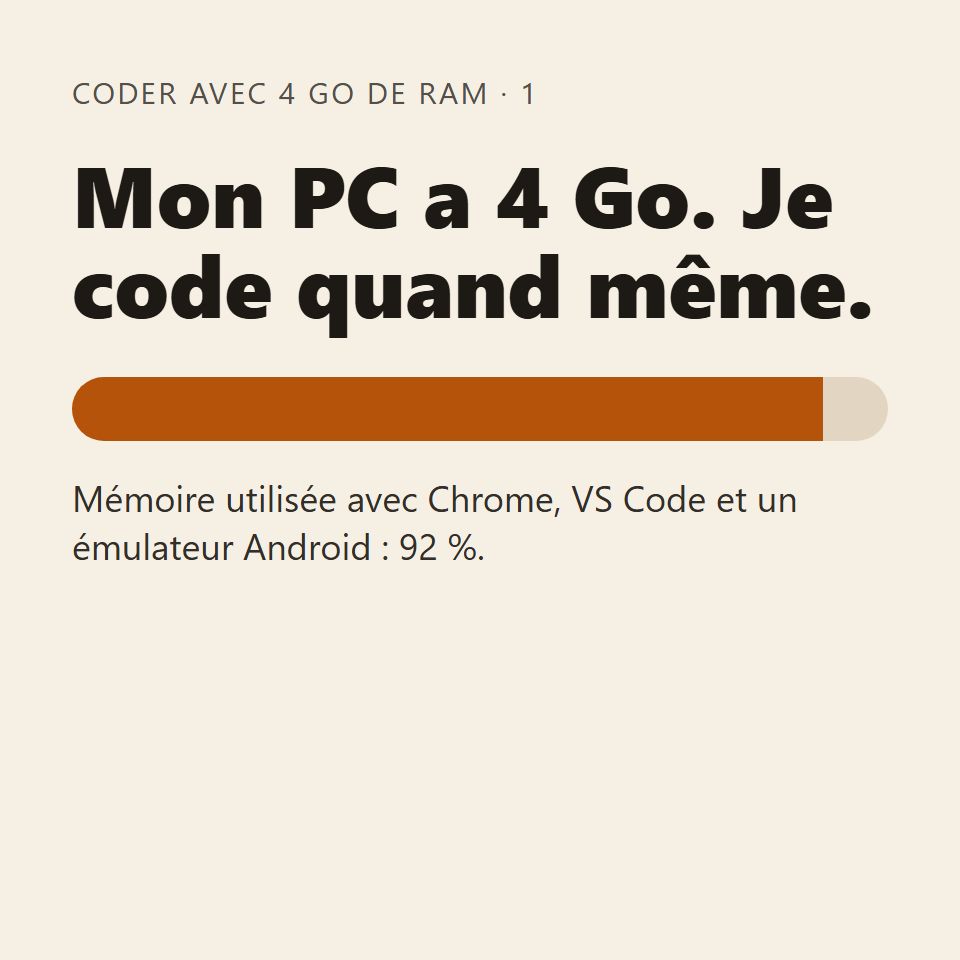 CODER AVEC 4 GO DE RAM · 1
Mon PC a 4 Go. Je
code quand même.
Mémoire utilisée avec Chrome, VS Code et un
émulateur Android : 92 %.